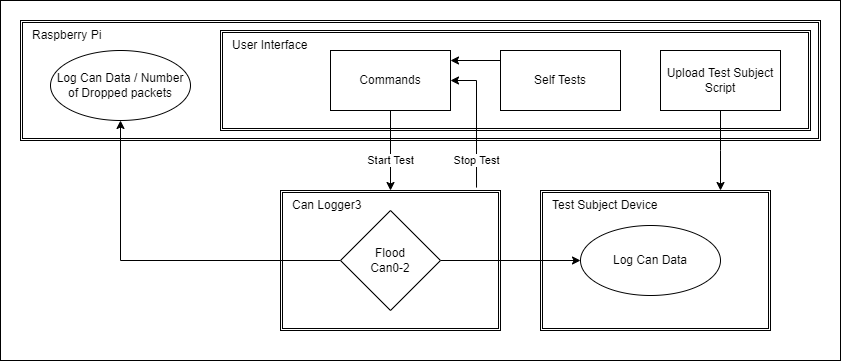 Raspberry Pi
User Interface
Log Can Data / Number
of Dropped packets
Commands
Self Tests
Upload Test Subject
Script
Start Test
Stop Test
Can Logger3
Test Subject Device
Flood
Can0-2
Log Can Data